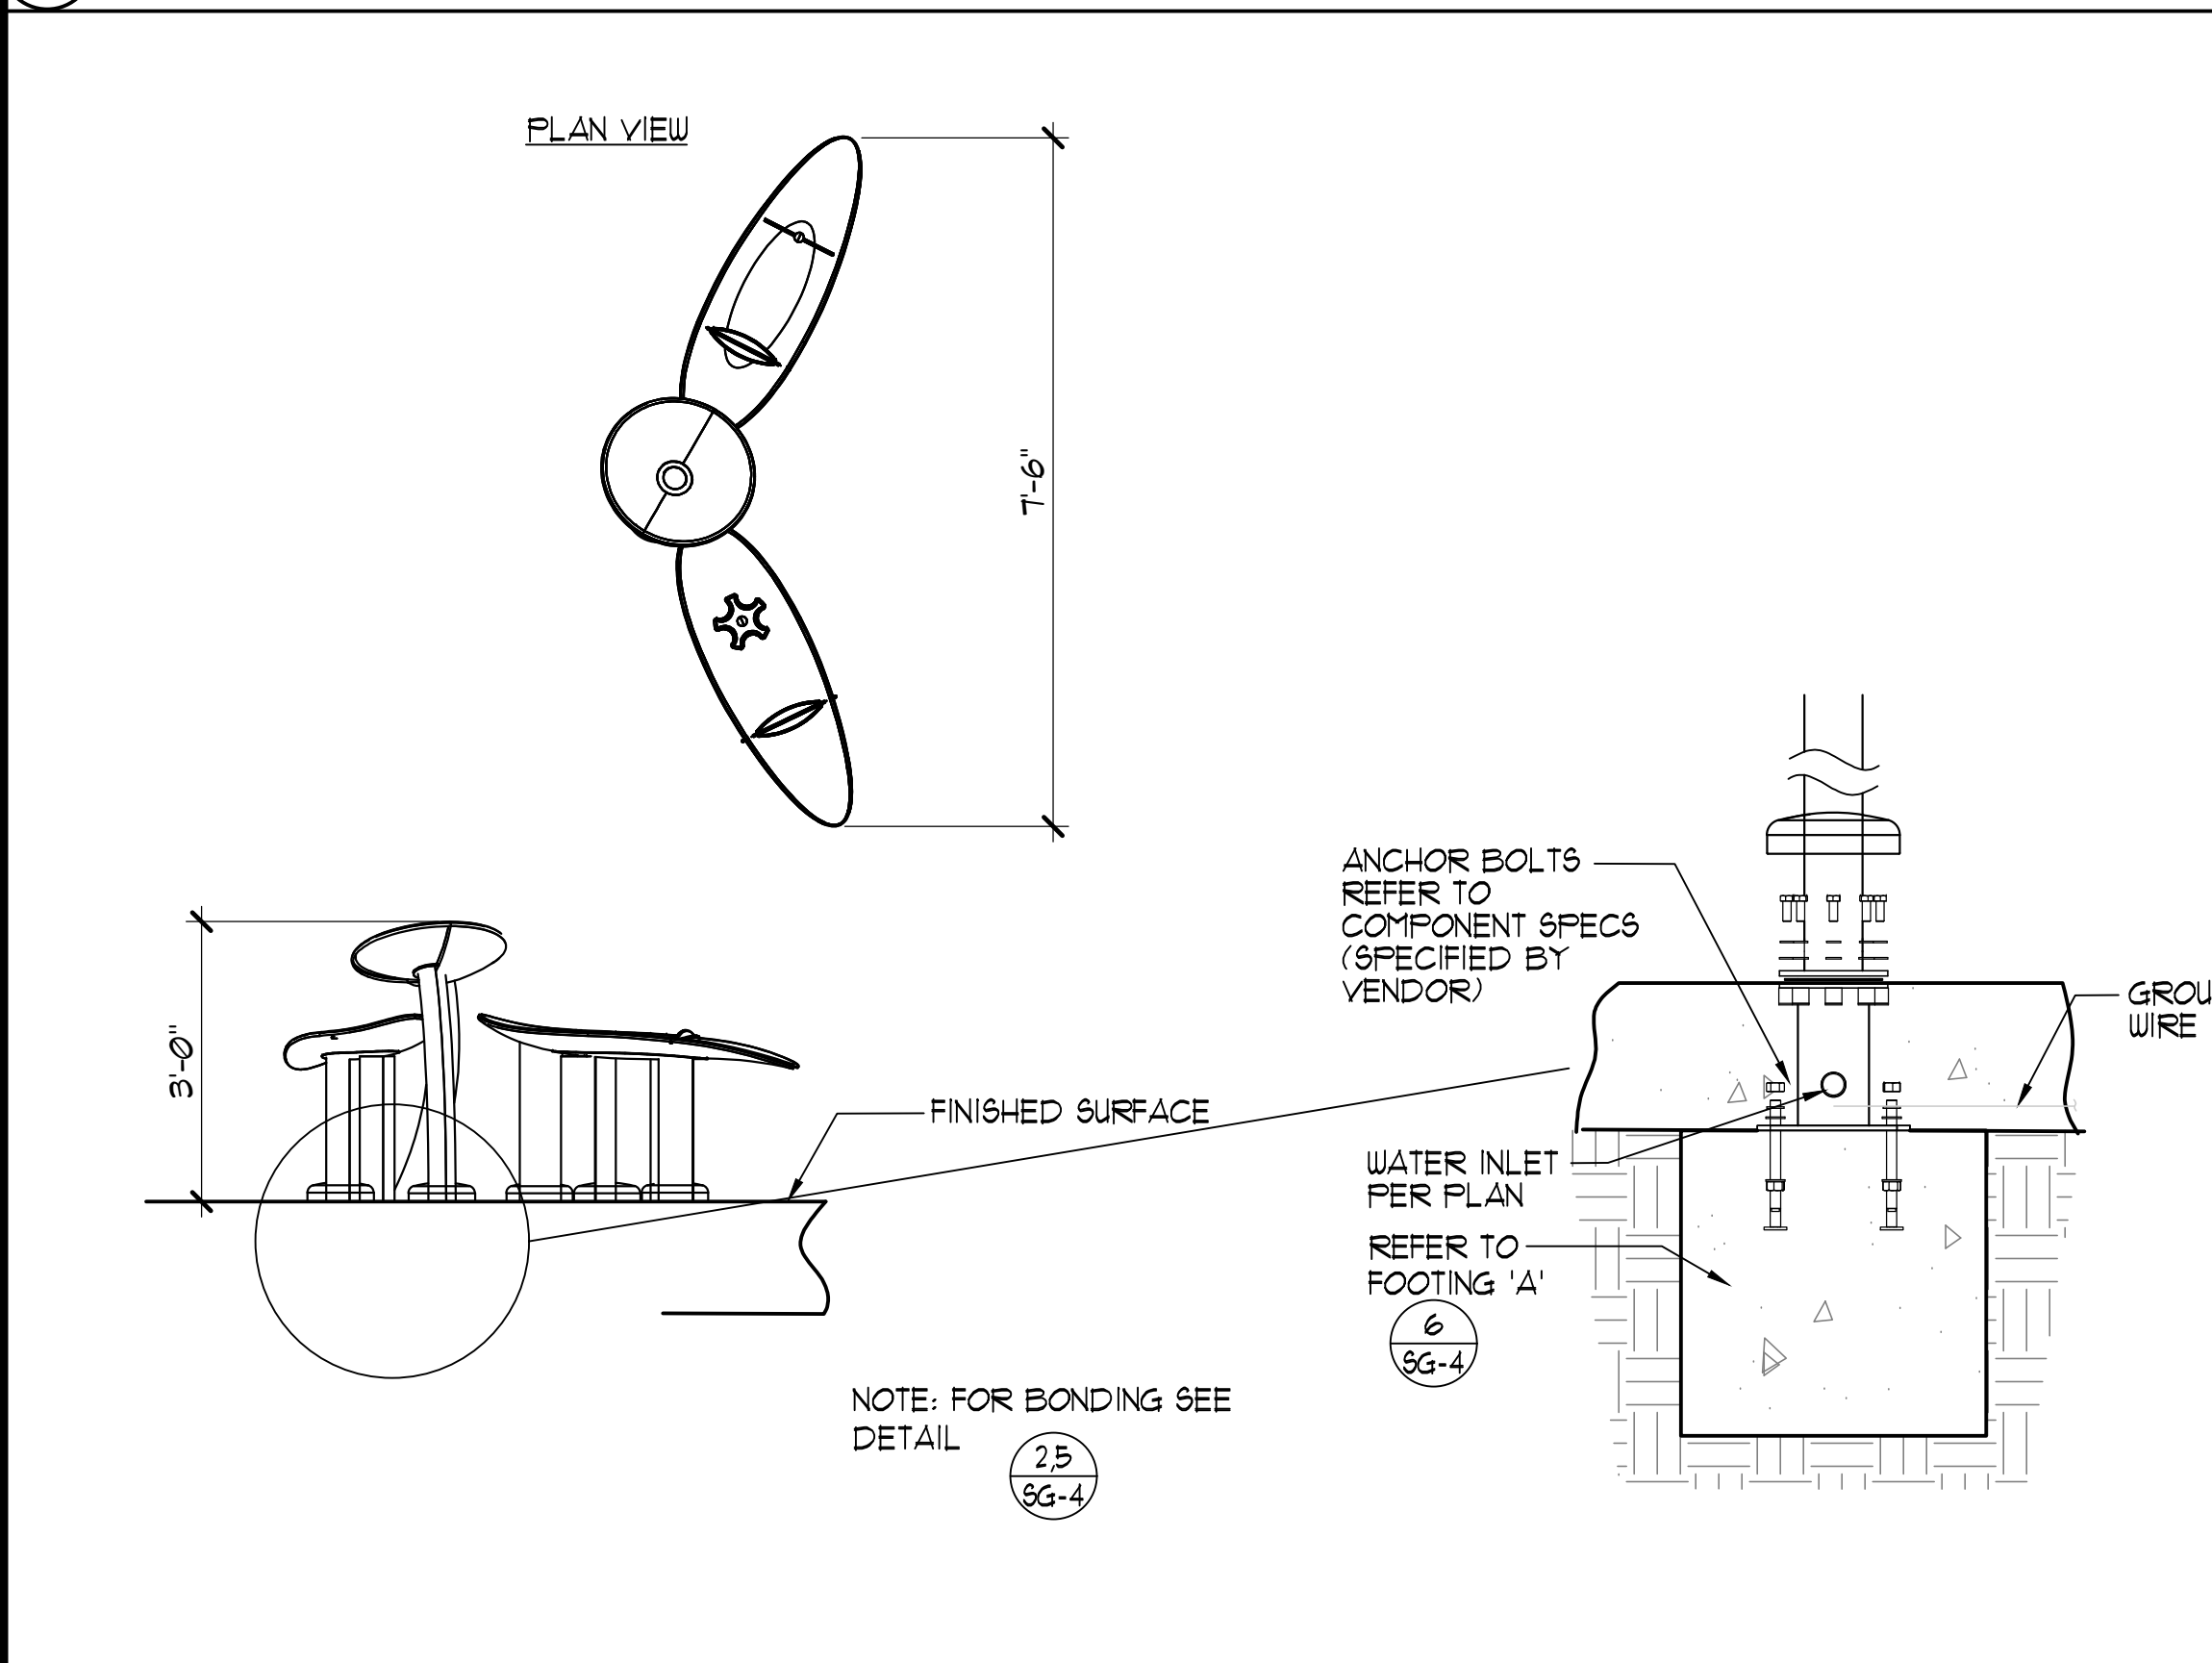 PLAN VIEW
7'-6"
3'-0"
FINISHED SURFACE
ANCHOR BOLTS
REFER TO
COMPONENT SPECS
(SPECIFIED BY
VENDOR)
GROU
WIRE
WATER INLET
PER PLAN
REFER TO
FOOTING 'A'
6
SG-4
NOTE: FOR BONDING SEE
DETAIL
2,5
SG-4